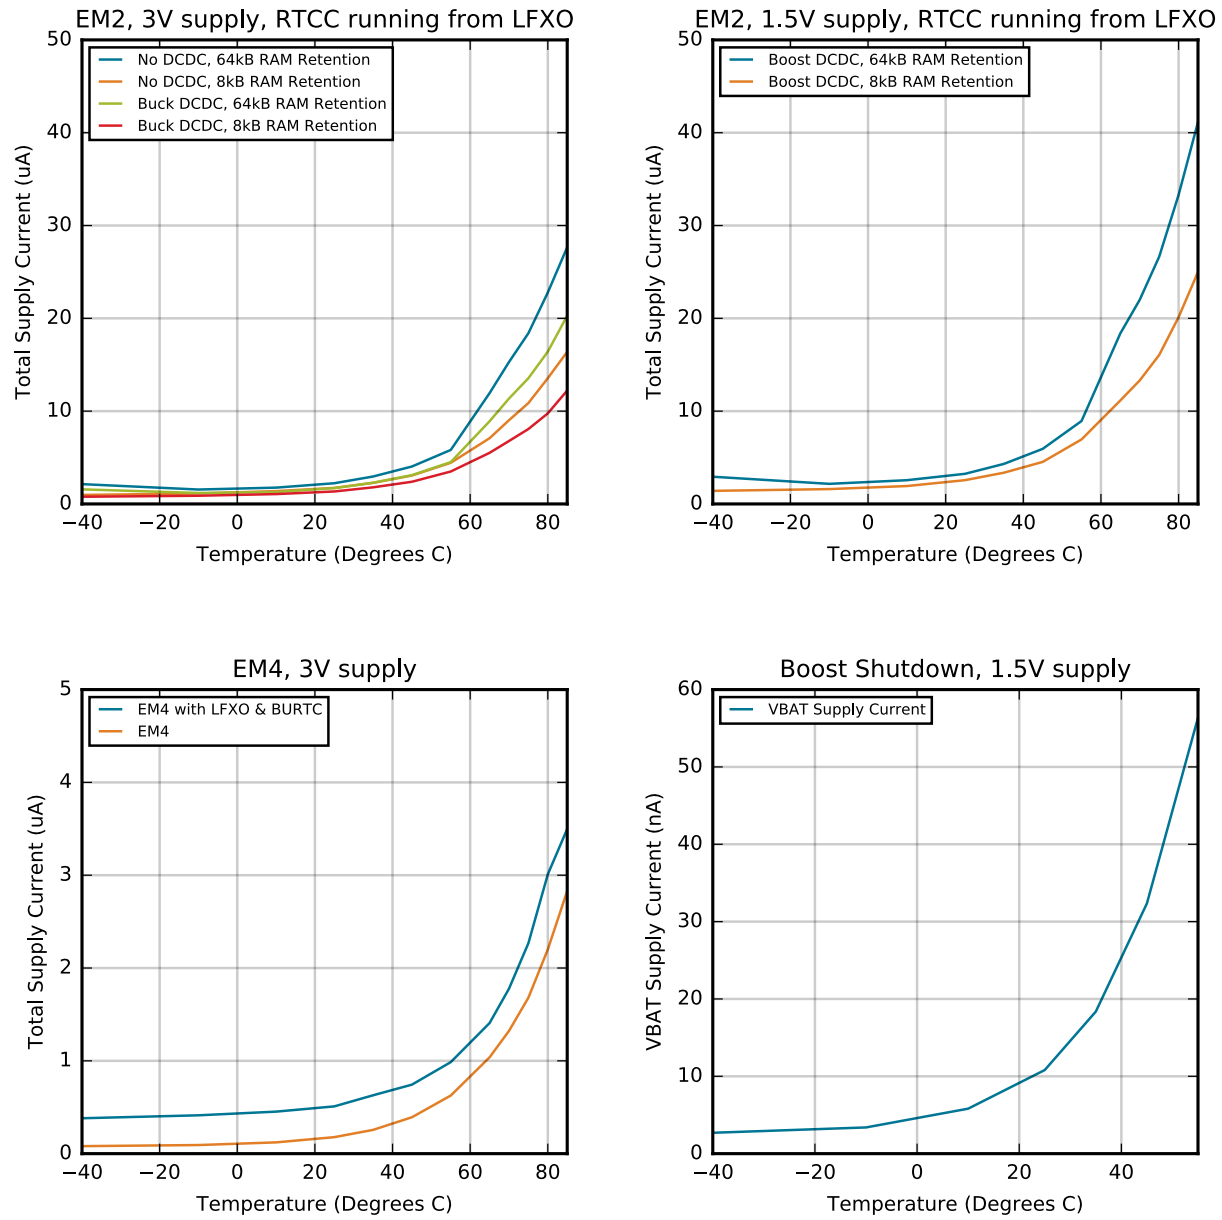 EM2, 3V supply, RTCC running from LFXO
No DCDC, 64kB RAM Retention
No DCDC, 8kB RAM Retention
Buck DCDC, 64kB RAM Retention
Buck DCDC, 8kB RAM Retention
Total Supply Current (uA)
50
40
30
20
10
0
−40 −20 0 20 40 60 80
Temperature (Degrees C)
EM2, 1.5V supply, RTCC running from LFXO
Boost DCDC, 64kB RAM Retention
Boost DCDC, 8kB RAM Retention
Total Supply Current (uA)
50
40
30
20
10
0
−40 −20 0 20 40 60 80
Temperature (Degrees C)
EM4, 3V supply
EM4 with LFXO & BURTC
EM4
Total Supply Current (uA)
5
4
3
2
1
0
−40 −20 0 20 40 60 80
Temperature (Degrees C)
Boost Shutdown, 1.5V supply
VBAT Supply Current
VBAT Supply Current (nA)
60
50
40
30
20
10
0
−40 −20 0 20 40
Temperature (Degrees C)